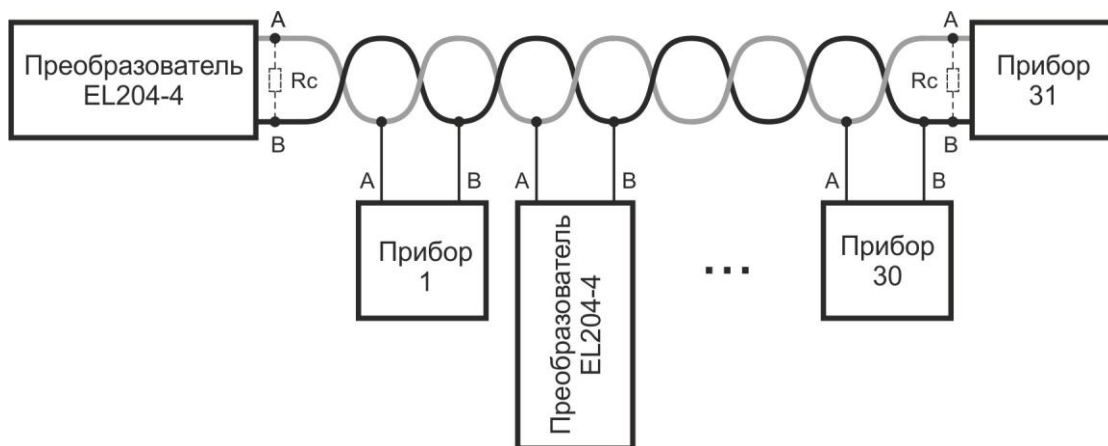 A
A
Преобразователь
EL204-4
Rc
Rc
Прибор
31
B
B
A
B
A
B
A
B
Прибор
1
Преобразователь
EL204-4
...
Прибор
30